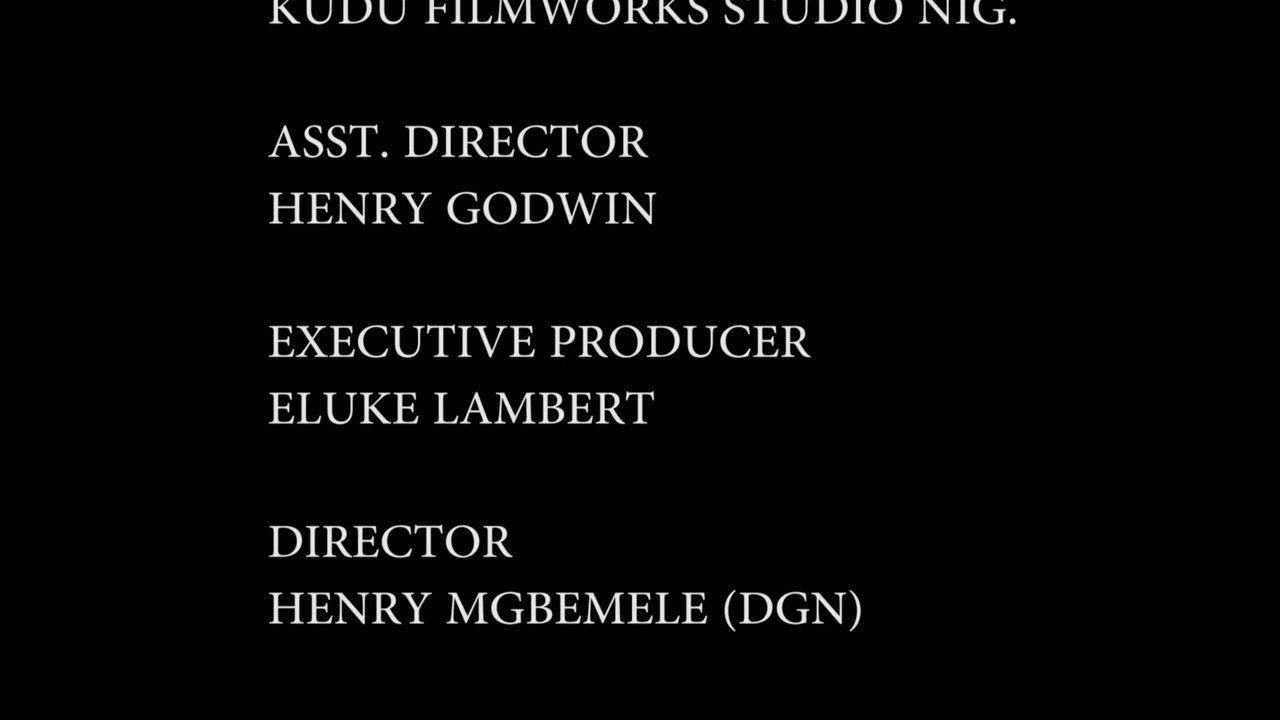 KUDU FILMWORKS STUDIO NIG.
ASST. DIRECTOR
HENRY GODWIN
EXECUTIVE PRODUCER
ELUKE LAMBERT
DIRECTOR
HENRY MGBEMELE (DGN)